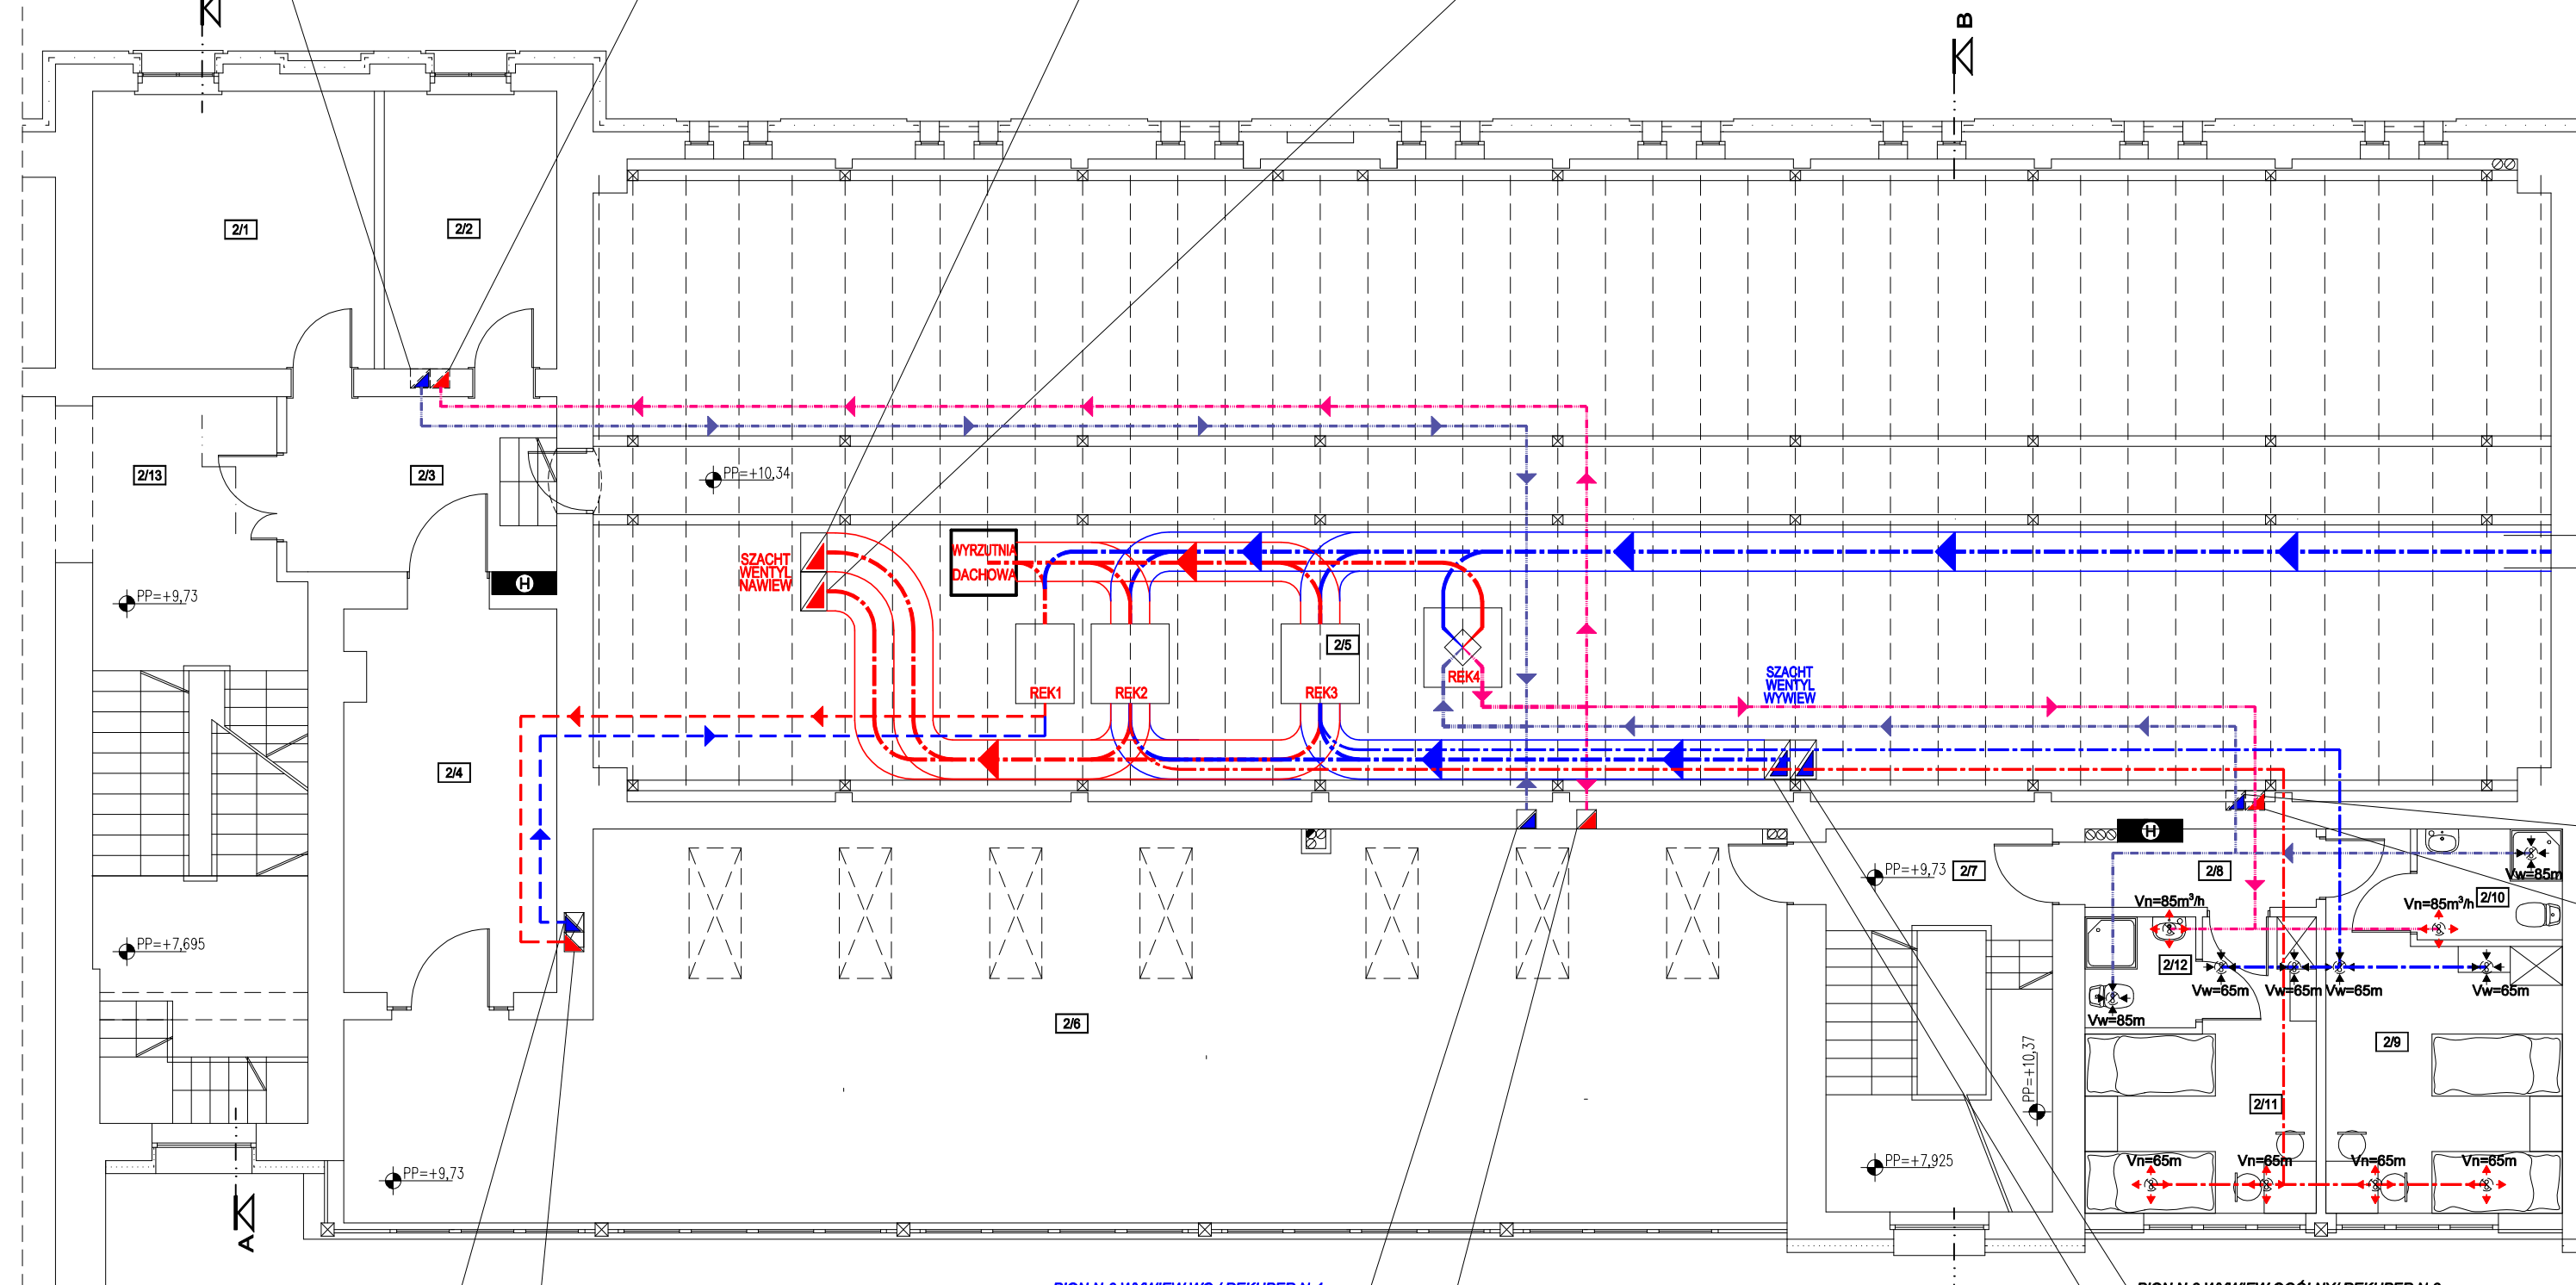 B
2/1
2/2
2/13
2/3
PP=+10,34
SZACHT
WENTYL
NAWIEW
WYRZUTNIA
DACHOWA
H
PP=+9,73
2/5
REK1
REK2
REK3
REK4
SZACHT
WENTYL
WYWIEW
2/4
H
PP=+9,73
2/7
2/8
Vw=85m
Vn=85m³/h
Vn=85m³/h
2/10
PP=+7,695
2/12
Vw=65m
Vw=65m
Vw=65m
Vw=65m
Vw=85m
2/6
2/9
PP=+10,37
2/11
PP=+9,73
PP=+7,925
Vn=65m
Vn=65m
Vn=65m
Vn=65m
A